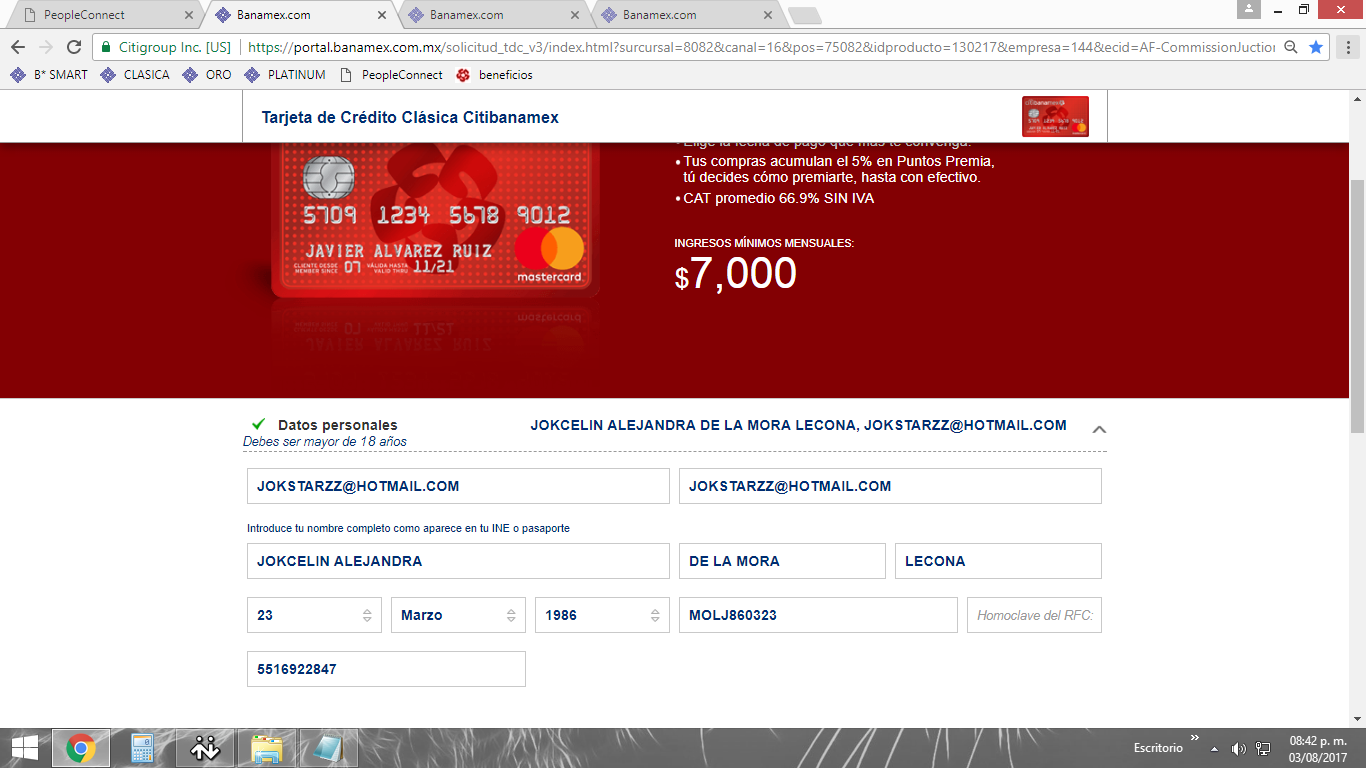 PeopleConnect
Banamex.com
Banamex.com
Banamex.com
Citigroup Inc. [US]
https://portal.banamex.com.mx/solicitud_tdc_v3/index.html?surcursal=8082&canal=16&pos=75082&idproducto=130217&empresa=144&ecid=AF-CommissionJuctio
B* SMART
CLASICA
ORO
PLATINUM
PeopleConnect
beneficios
Tarjeta de Crédito Clásica Citibanamex
• Elige la fecha de pago que más te convenga.
• Tus compras acumulan el 5% en Puntos Premia,
tú decides cómo premiarte, hasta con efectivo.
• CAT promedio 66.9% SIN IVA
INGRESOS MÍNIMOS MENSUALES:
$7,000
5709 1234 5678 9012
JAVIER ALVAREZ RUIZ
CLIENTE DESDE
MEMBER SINCE
07
VÁLIDA HASTA
VALID THRU
11/21
mastercard
Datos personales
JOKCELIN ALEJANDRA DE LA MORA LECONA, JOKSTARZZ@HOTMAIL.COM
Debes ser mayor de 18 años
JOKSTARZZ@HOTMAIL.COM
JOKSTARZZ@HOTMAIL.COM
Introduce tu nombre completo como aparece en tu INE o pasaporte
JOKCELIN ALEJANDRA
DE LA MORA
LECONA
23
Marzo
1986
MOLJ860323
Homoclave del RFC:
5516922847
Escritorio
08:42 p. m.
03/08/2017